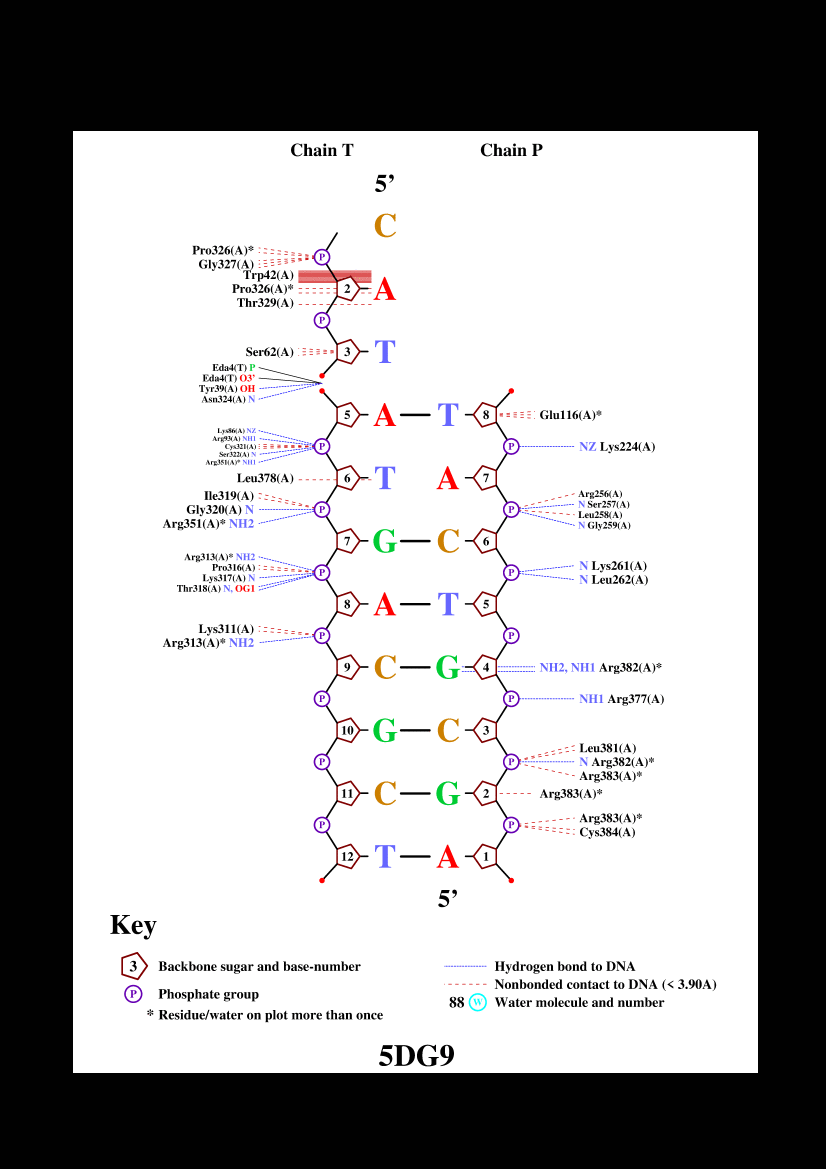 Chain T Chain P
5’
C
Pro326(A)*
P
Gly327(A)
Trp42(A)
Pro326(A)* 2 A
Thr329(A)
P
Ser62(A) 3 T
Eda4(T) P
Eda4(T) O3’
Tyr39(A) OH
Asn324(A) N
5 A T 8 Glu116(A)*
Lys86(A) NZ
Arg93(A) NH1
Cys321(A) P P NZ Lys224(A)
Ser322(A) N
Arg351(A)* NH1
Leu378(A) 6 T A 7
Ile319(A) Arg256(A)
N Ser257(A)
Gly320(A) N P P
Leu258(A)
Arg351(A)* NH2 N Gly259(A)
7 G C 6
Arg313(A)* NH2
Pro316(A) N Lys261(A)
P P
Lys317(A) N N Leu262(A)
Thr318(A) N, OG1
8 A T 5
Lys311(A)
P P
Arg313(A)* NH2
9 C G 4 NH2, NH1 Arg382(A)*
P P NH1 Arg377(A)
10 G C 3
Leu381(A)
P P N Arg382(A)*
Arg383(A)*
11 C G 2 Arg383(A)*
Arg383(A)*
P P
Cys384(A)
12 T A 1
5’
Key
3 Backbone sugar and base-number
P Phosphate group
* Residue/water on plot more than once
Hydrogen bond to DNA
Nonbonded contact to DNA (< 3.90A)
88 W Water molecule and number
5DG9